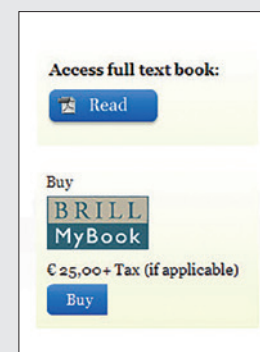 Access full text book:
Read
Buy
BRILL
MyBook
€ 25,00+ Tax (if applicable)
Buy